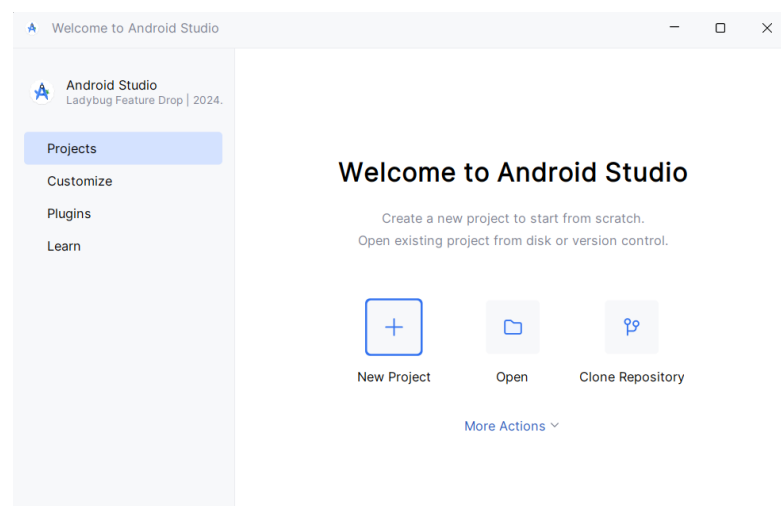 Welcome to Android Studio
Android Studio
Ladybug Feature Drop | 2024.
Projects
Customize
Plugins
Learn
Welcome to Android Studio
Create a new project to start from scratch.
Open existing project from disk or version control.
New Project
Open
Clone Repository
More Actions